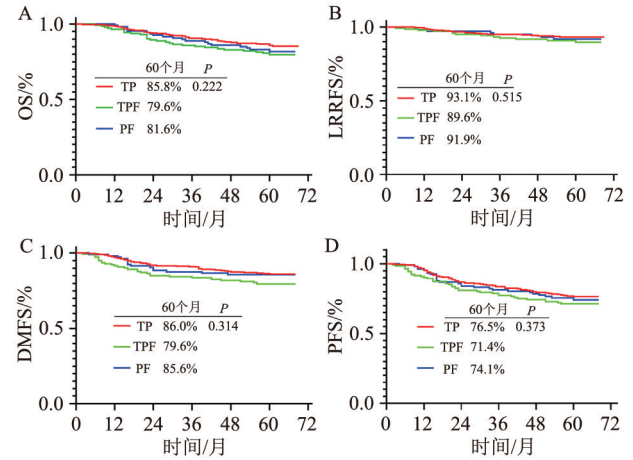 A
OS/%
1.0
0.5
0.0
60个月 P
TP 85.8% 0.222
TPF 79.6%
PF 81.6%
0 12 24 36 48 60 72
时间/月
B
LRRFS/%
1.0
0.5
0.0
60个月 P
TP 93.1% 0.515
TPF 89.6%
PF 91.9%
0 12 24 36 48 60 72
时间/月
C
DMFS/%
1.0
0.5
0.0
60个月 P
TP 86.0% 0.314
TPF 79.6%
PF 85.6%
0 12 24 36 48 60 72
时间/月
D
PFS/%
1.0
0.5
0.0
60个月 P
TP 76.5% 0.373
TPF 71.4%
PF 74.1%
0 12 24 36 48 60 72
时间/月